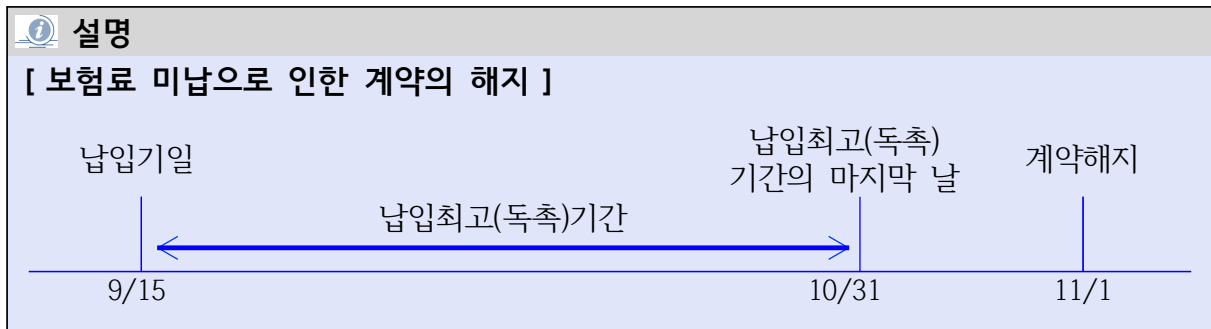 설명
[ 보험료 미납으로 인한 계약의 해지 ]
납입기일
납입최고(독촉)
기간의 마지막 날
계약해지
납입최고(독촉)기간
9/15
10/31
11/1